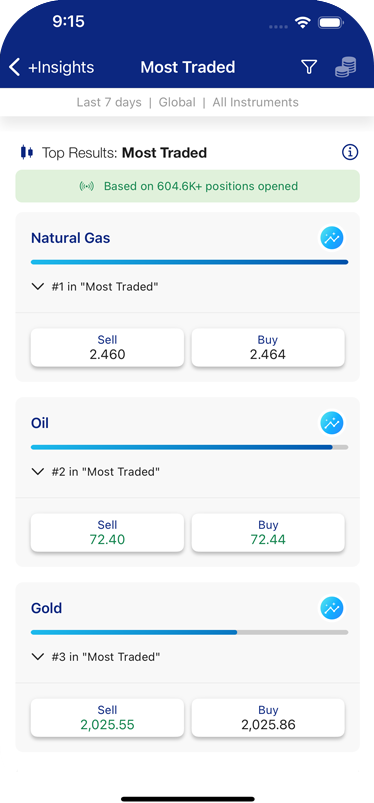 9:15
+Insights
Most Traded
Last 7 days | Global | All Instruments
Top Results: Most Traded
Based on 604.6K+ positions opened
Natural Gas
#1 in "Most Traded"
Sell Buy
2.460 2.464
Oil
#2 in "Most Traded"
Sell Buy
72.40 72.44
Gold
#3 in "Most Traded"
Sell Buy
2,025.55 2,025.86